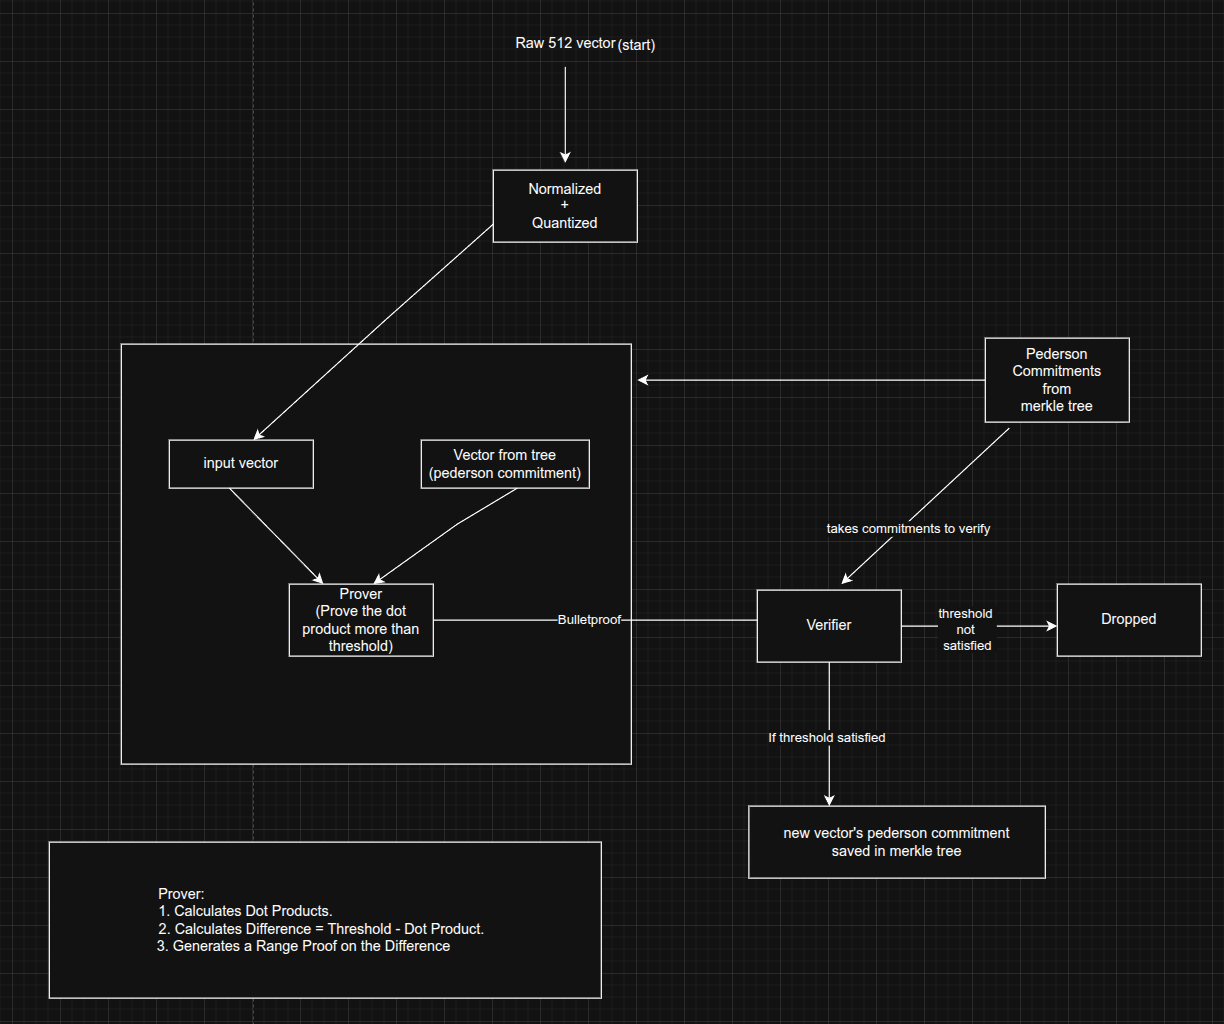 Raw 512 vector (start)
Normalized
+
Quantized
Pederson
Commitments
from
merkle tree
input vector
Vector from tree
(pederson commitment)
takes commitments to verify
Prover
(Prove the dot
product more than
threshold)
Bulletproof
Verifier
threshold
not
satisfied
Dropped
If threshold satisfied
new vector's pederson commitment
saved in merkle tree
Prover:
1. Calculates Dot Products.
2. Calculates Difference = Threshold - Dot Product.
3. Generates a Range Proof on the Difference